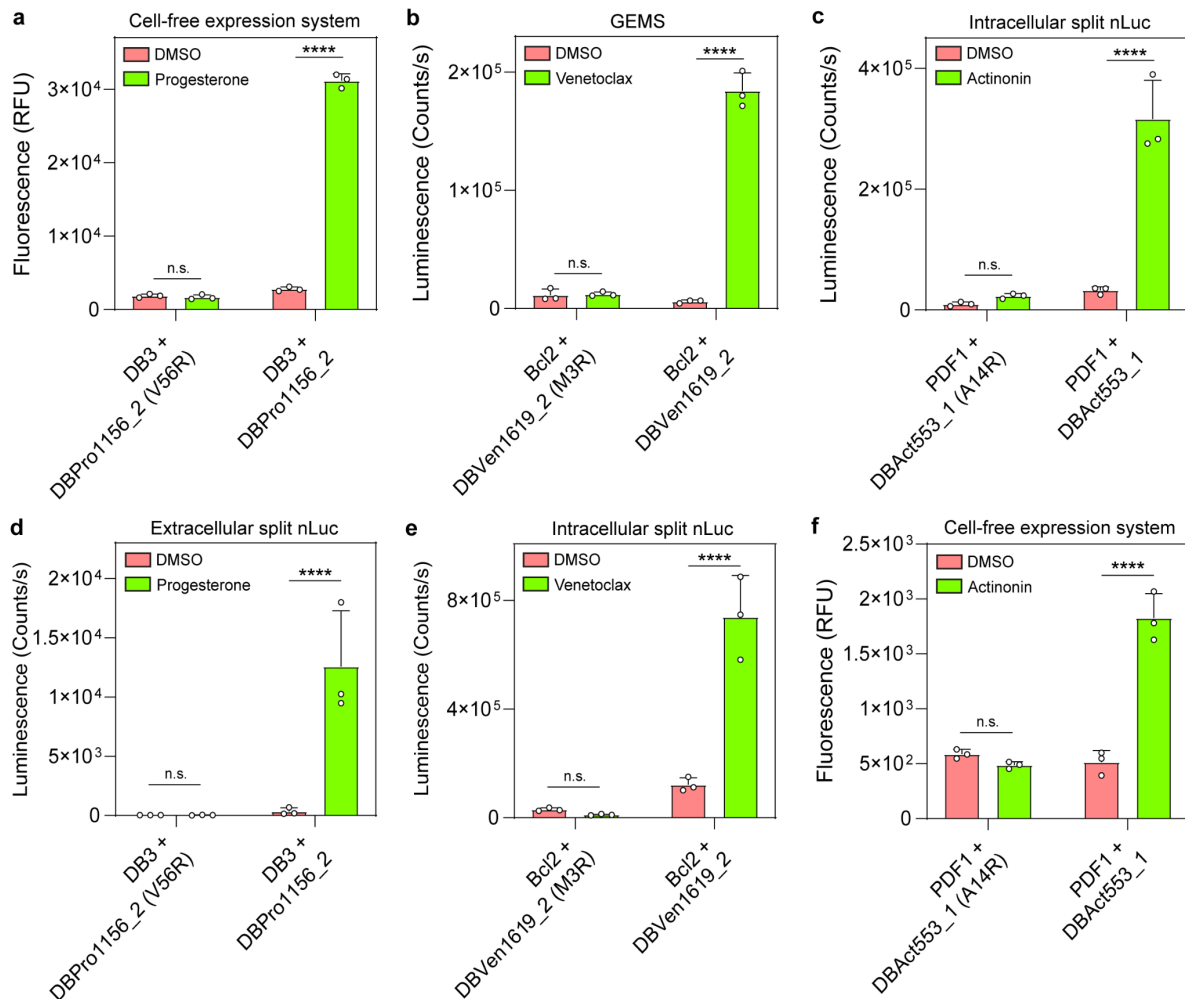 a
Cell-free expression system
Fluorescence (RFU)
3×10⁴
2×10⁴
1×10⁴
0
DMSO
Progesterone
n.s.
****
DB3 +
DBPro1156_2 (V56R)
DB3 +
DBPro1156_2
b
GEMS
Luminescence (Counts/s)
2×10⁵
1×10⁵
0
DMSO
Venetoclax
n.s.
****
Bcl2 +
DBVen1619_2 (M3R)
Bcl2 +
DBVen1619_2
c
Intracellular split nLuc
Luminescence (Counts/s)
4×10⁵
2×10⁵
0
DMSO
Actinonin
n.s.
****
PDF1 +
DBAct553_1 (A14R)
PDF1 +
DBAct553_1
d
Extracellular split nLuc
Luminescence (Counts/s)
2×10⁴
1.5×10⁴
1×10⁴
5×10³
0
DMSO
Progesterone
n.s.
****
DB3 +
DBPro1156_2 (V56R)
DB3 +
DBPro1156_2
e
Intracellular split nLuc
Luminescence (Counts/s)
8×10⁵
4×10⁵
0
DMSO
Venetoclax
n.s.
****
Bcl2 +
DBVen1619_2 (M3R)
Bcl2 +
DBVen1619_2
f
Cell-free expression system
Fluorescence (RFU)
2.5×10³
2×10³
1.5×10³
1×10³
5×10²
0
DMSO
Actinonin
n.s.
****
PDF1 +
DBAct553_1 (A14R)
PDF1 +
DBAct553_1